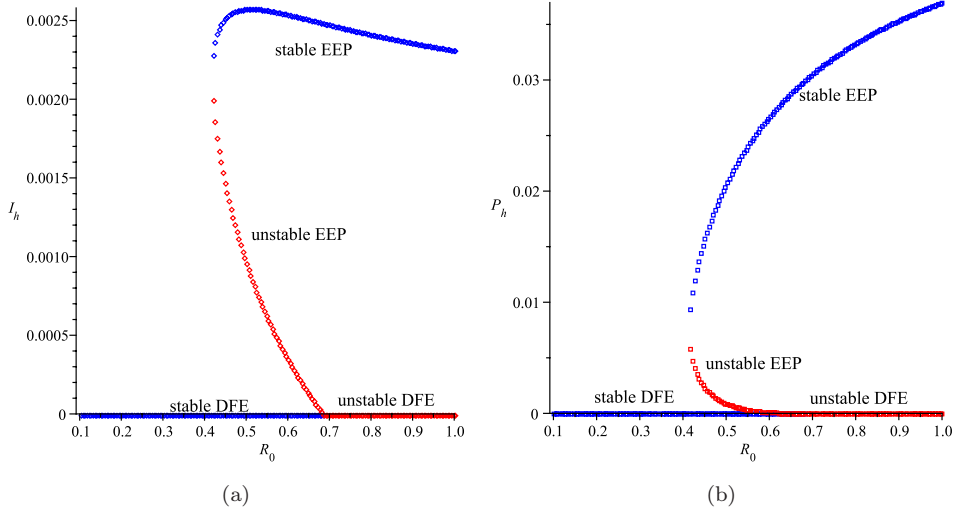 0.0025
0.0020
0.0015
0.0010
0.0005
0
I_h
stable EEP
unstable EEP
stable DFE
unstable DFE
0.1 0.2 0.3 0.4 0.5 0.6 0.7 0.8 0.9 1.0
R_0
(a)
0.03
0.02
0.01
0
P_h
stable EEP
unstable EEP
stable DFE
unstable DFE
0.1 0.2 0.3 0.4 0.5 0.6 0.7 0.8 0.9 1.0
R_0
(b)